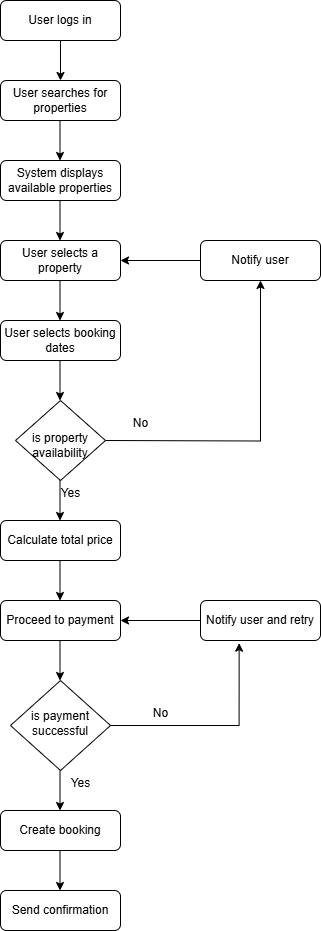 User logs in
User searches for
properties
System displays
available properties
User selects a
property
Notify user
User selects booking
dates
No
is property
availability
Yes
Calculate total price
Proceed to payment
Notify user and retry
No
is payment
successful
Yes
Create booking
Send confirmation